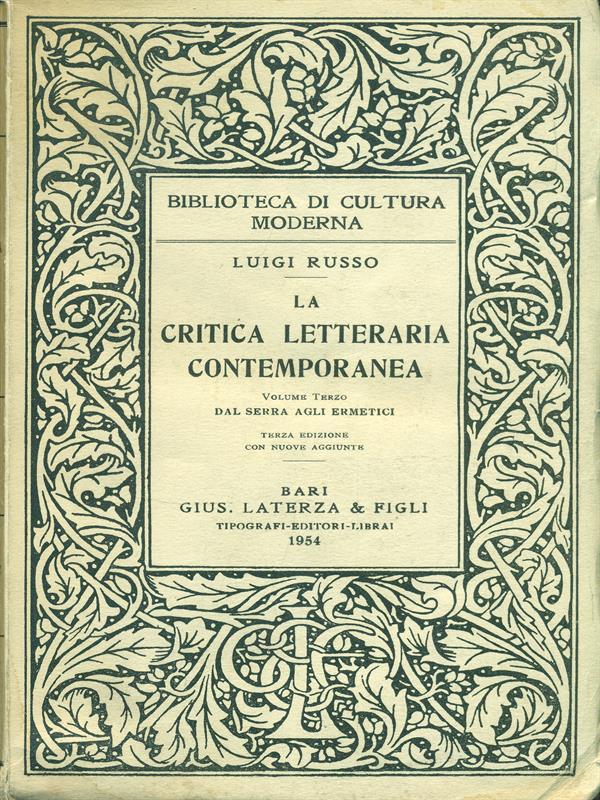 BIBLIOTECA DI CULTURA
MODERNA
LUIGI RUSSO
LA
CRITICA LETTERARIA
CONTEMPORANEA
VOLUME TERZO
DAL SERRA AGLI ERMETICI
TERZA EDIZIONE
CON NUOVE AGGIUNTE
BARI
GIUS. LATERZA & FIGLI
TIPOGRAFI-EDITORI-LIBRAI
1954